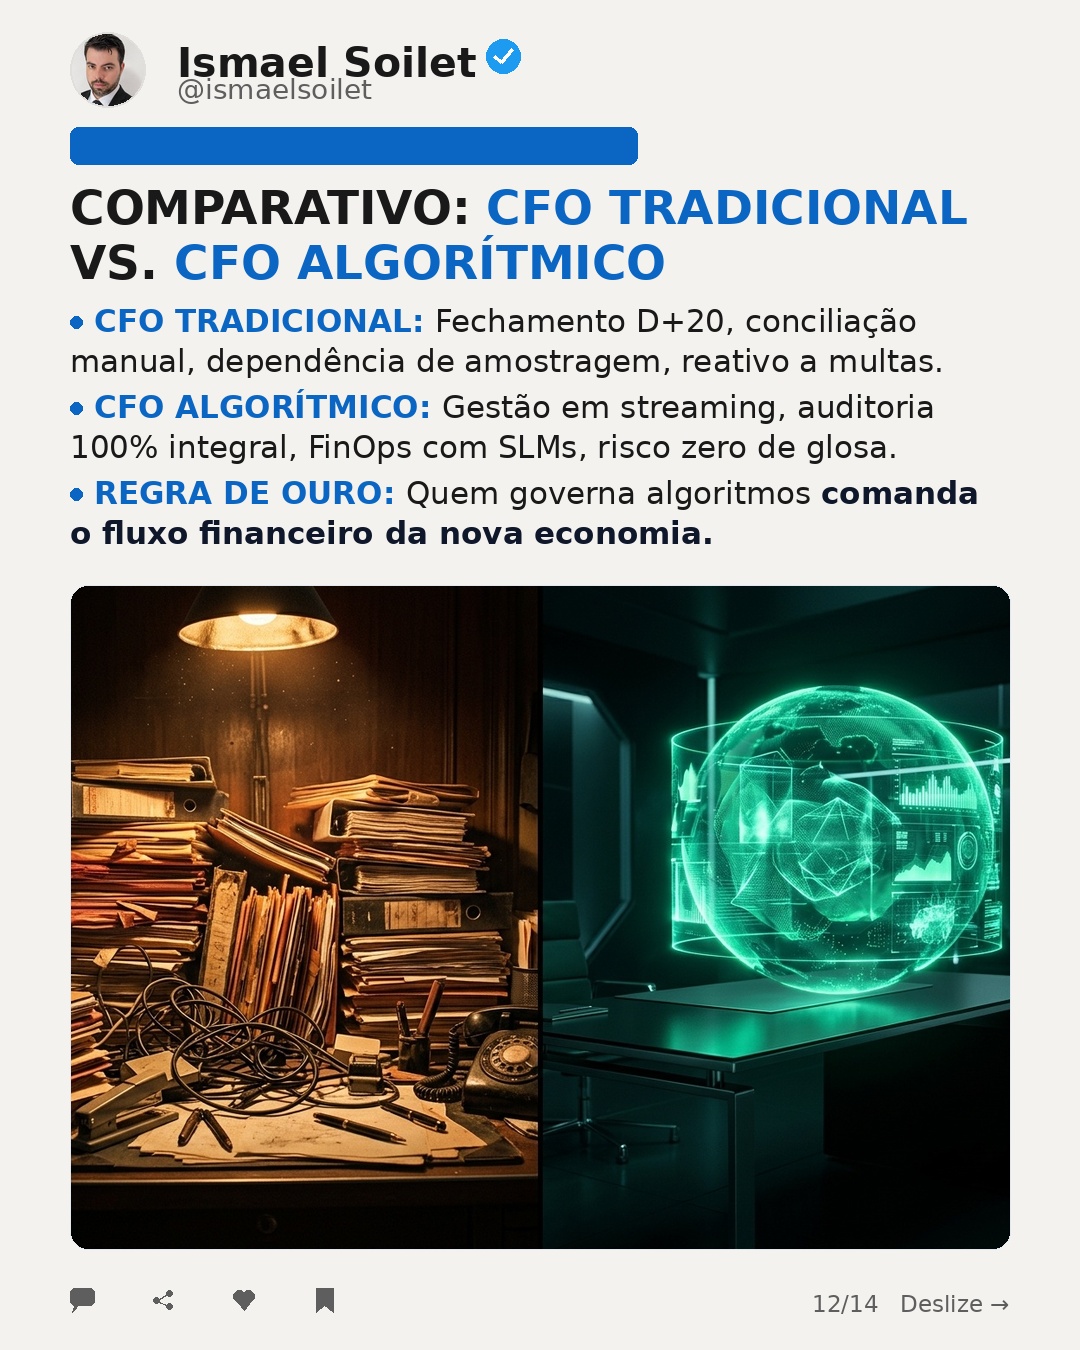 Ismael Soilet
@ismaelsoilet
COMPARATIVO: CFO TRADICIONAL
VS. CFO ALGORÍTMICO
• CFO TRADICIONAL: Fechamento D+20, conciliação
manual, dependência de amostragem, reativo a multas.
• CFO ALGORÍTMICO: Gestão em streaming, auditoria
100% integral, FinOps com SLMs, risco zero de glosa.
• REGRA DE OURO: Quem governa algoritmos comanda
o fluxo financeiro da nova economia.
12/14 Deslize →